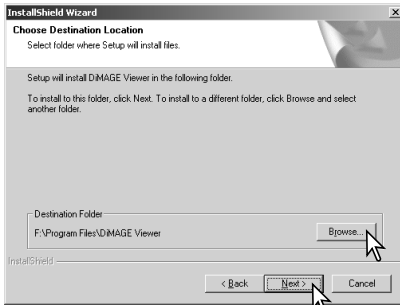 InstallShield Wizard
Choose Destination Location
Select folder where Setup will install files.
Setup will install DiMAGE Viewer in the following folder.
To install to this folder, click Next. To install to a different folder, click Browse and select
another folder.
Destination Folder
F:\Program Files\DiMAGE Viewer
Browse...
InstallShield
< Back
Next >
Cancel